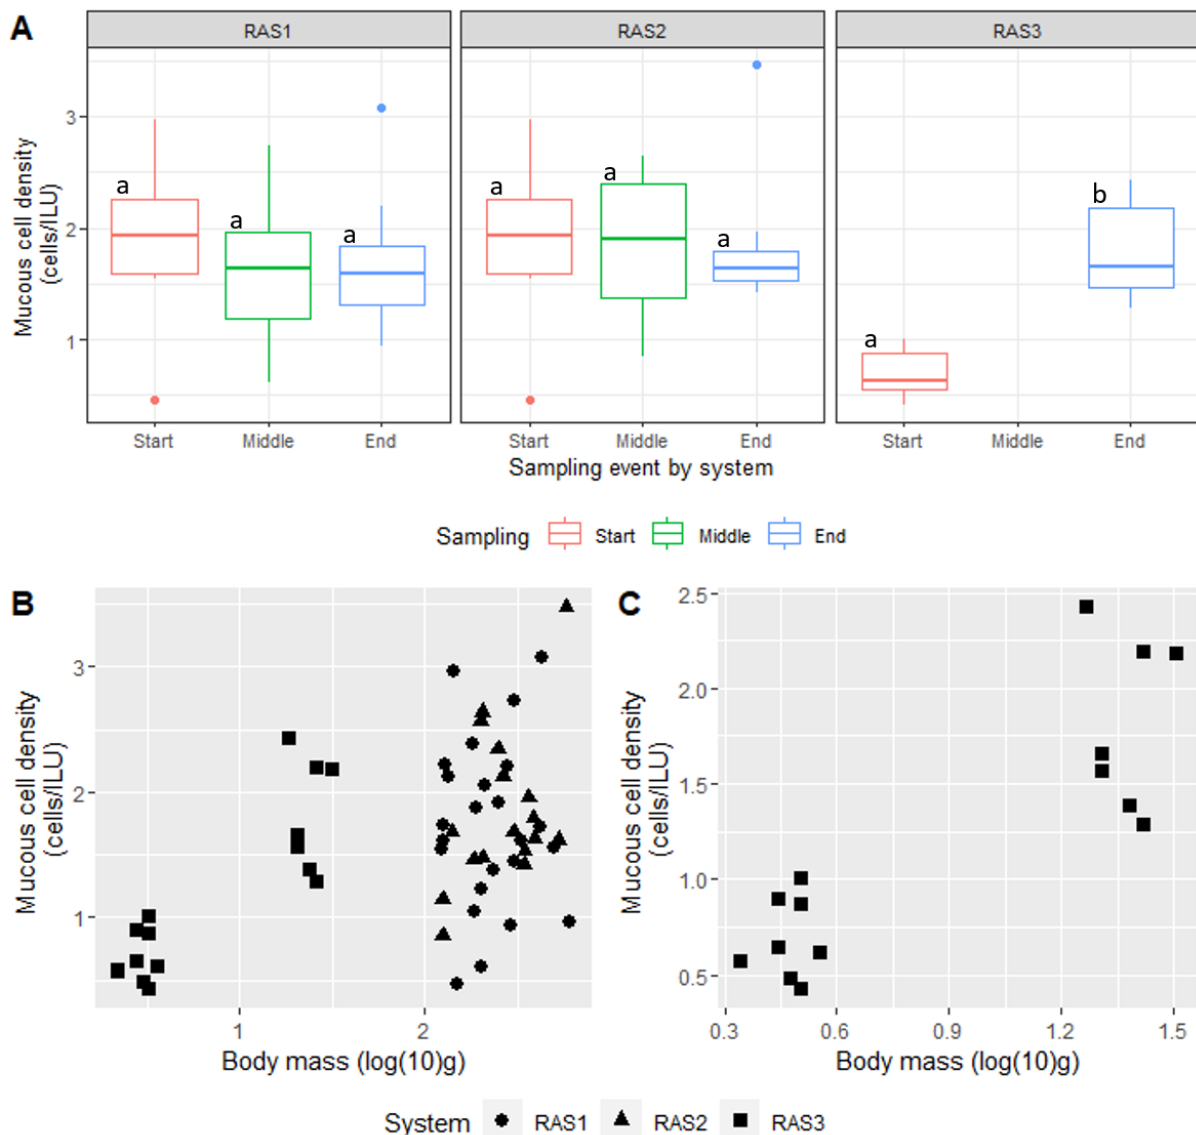 A
RAS1 RAS2 RAS3
Mucous cell density
(cells/ILU)
3
2
1
a a a a a a a b
Start Middle End Start Middle End Start Middle End
Sampling event by system
Sampling Start Middle End
B
Mucous cell density
(cells/ILU)
3
2
1
1 2
Body mass (log(10)g)
C
Mucous cell density
(cells/ILU)
2.5
2.0
1.5
1.0
0.5
0.3 0.6 0.9 1.2 1.5
Body mass (log(10)g)
System RAS1 RAS2 RAS3